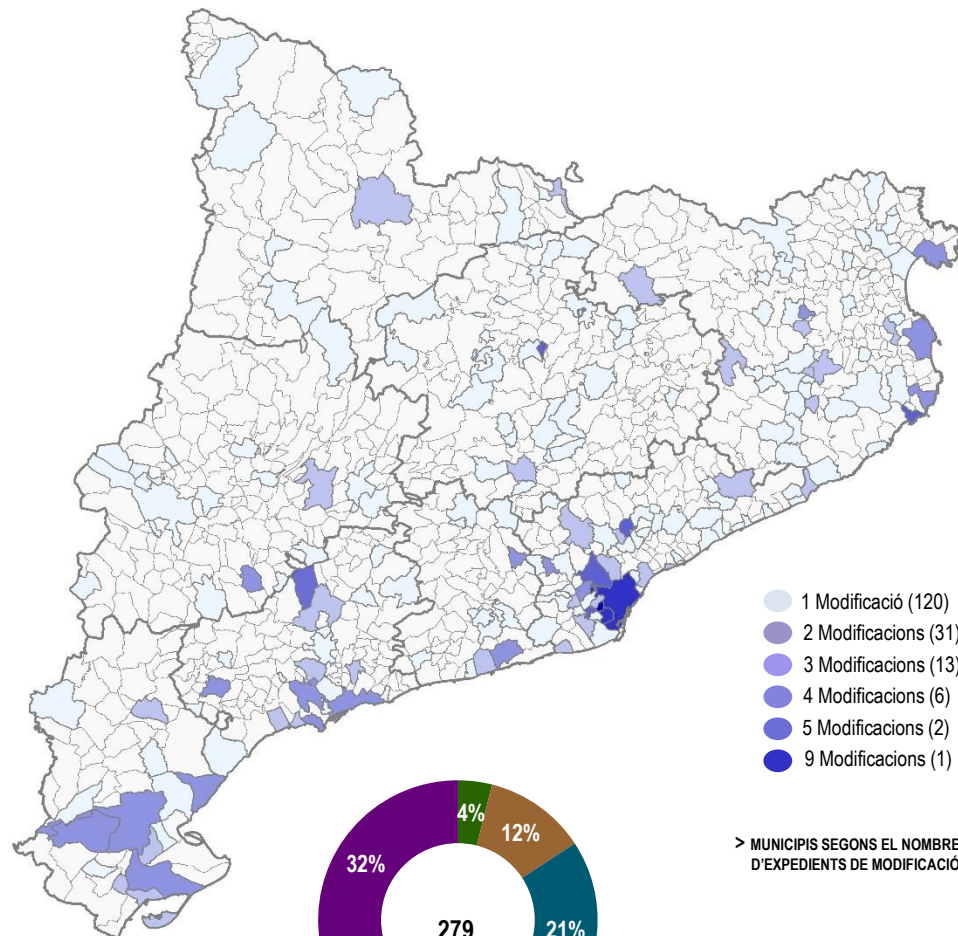 1 Modificació (120)
2 Modificacions (31)
3 Modificacions (13)
4 Modificacions (6)
5 Modificacions (2)
9 Modificacions (1)
> MUNICIPIS SEGONS EL NOMBRE
D'EXPEDIENTS DE MODIFICACIÓ
4%
12%
32%
21%
279